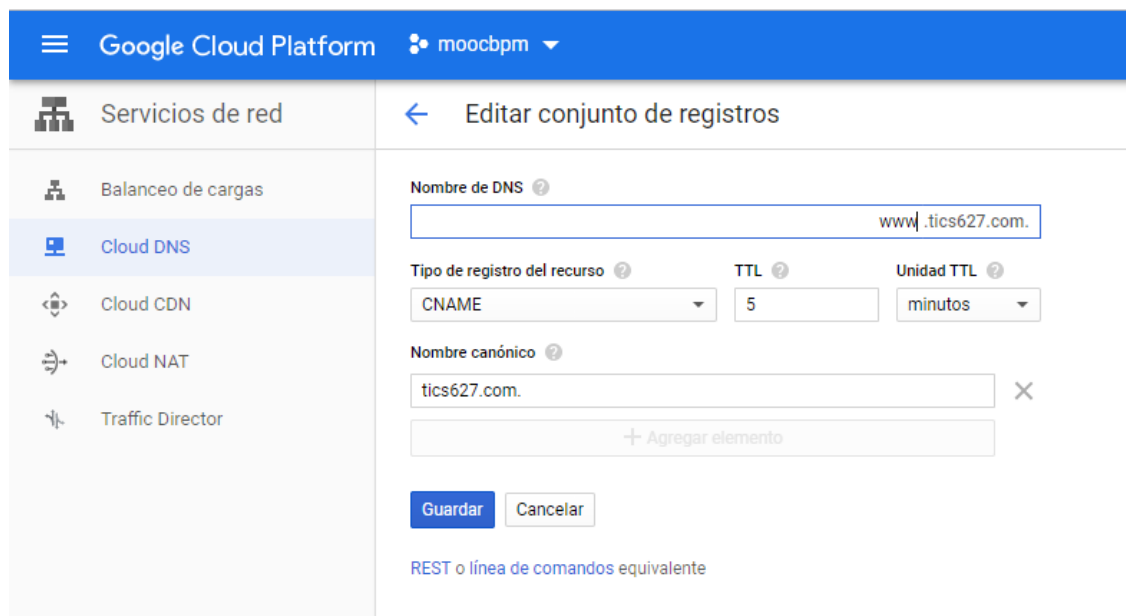 Google Cloud Platform moocbpm
Servicios de red
Editar conjunto de registros
Balanceo de cargas
Cloud DNS
Cloud CDN
Cloud NAT
Traffic Director
Nombre de DNS ?
www .tics627.com.
Tipo de registro del recurso ? TTL ? Unidad TTL ?
CNAME 5 minutos
Nombre canónico ?
tics627.com.
+ Agregar elemento
Guardar Cancelar
REST o línea de comandos equivalente